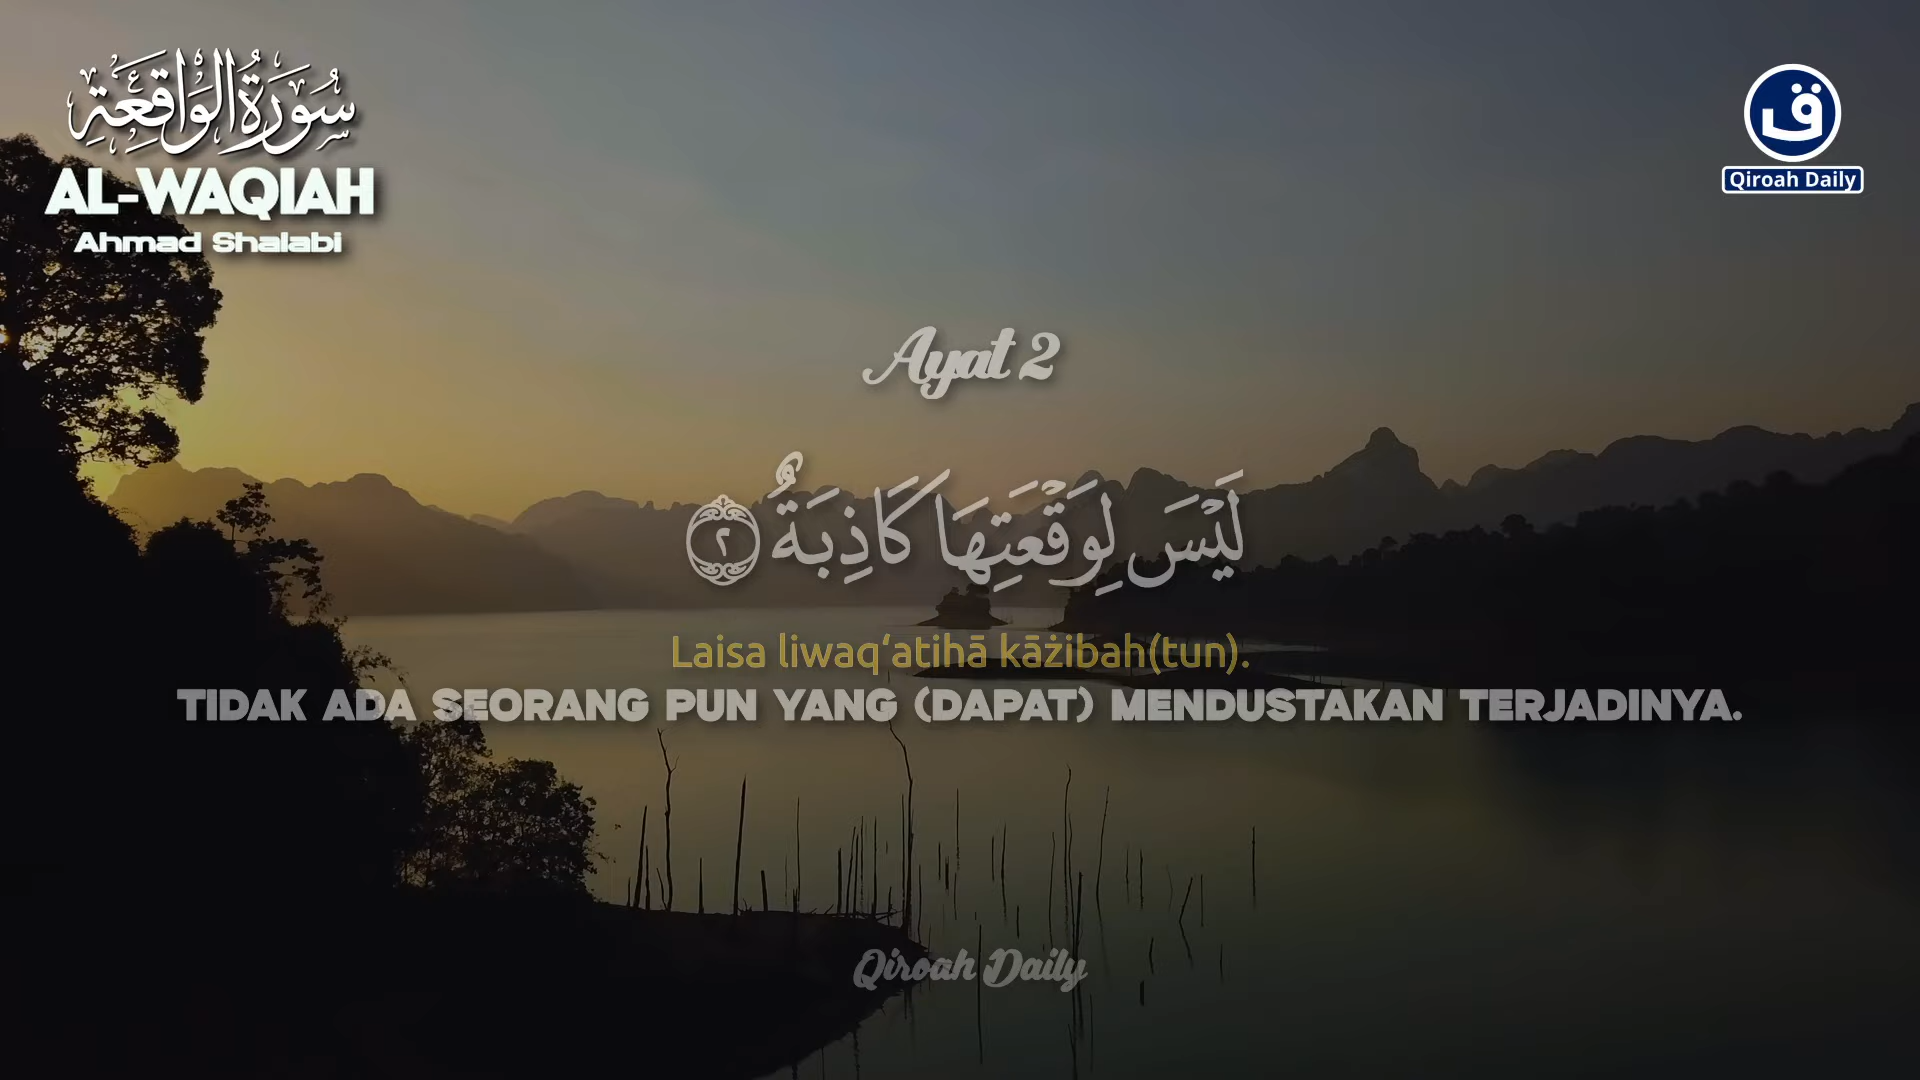 سُورَةُ الْوَاقِعَةِ
AL-WAQIAH
Ahmad Shalabi
ق
Qiroah Daily
Ayat 2
لَيْسَ لِوَقْعَتِهَا كَاذِبَةٌۘ ٢
Laisa liwaq‘atihā kāżibah(tun).
TIDAK ADA SEORANG PUN YANG (DAPAT) MENDUSTAKAN TERJADINYA.
Qiroah Daily